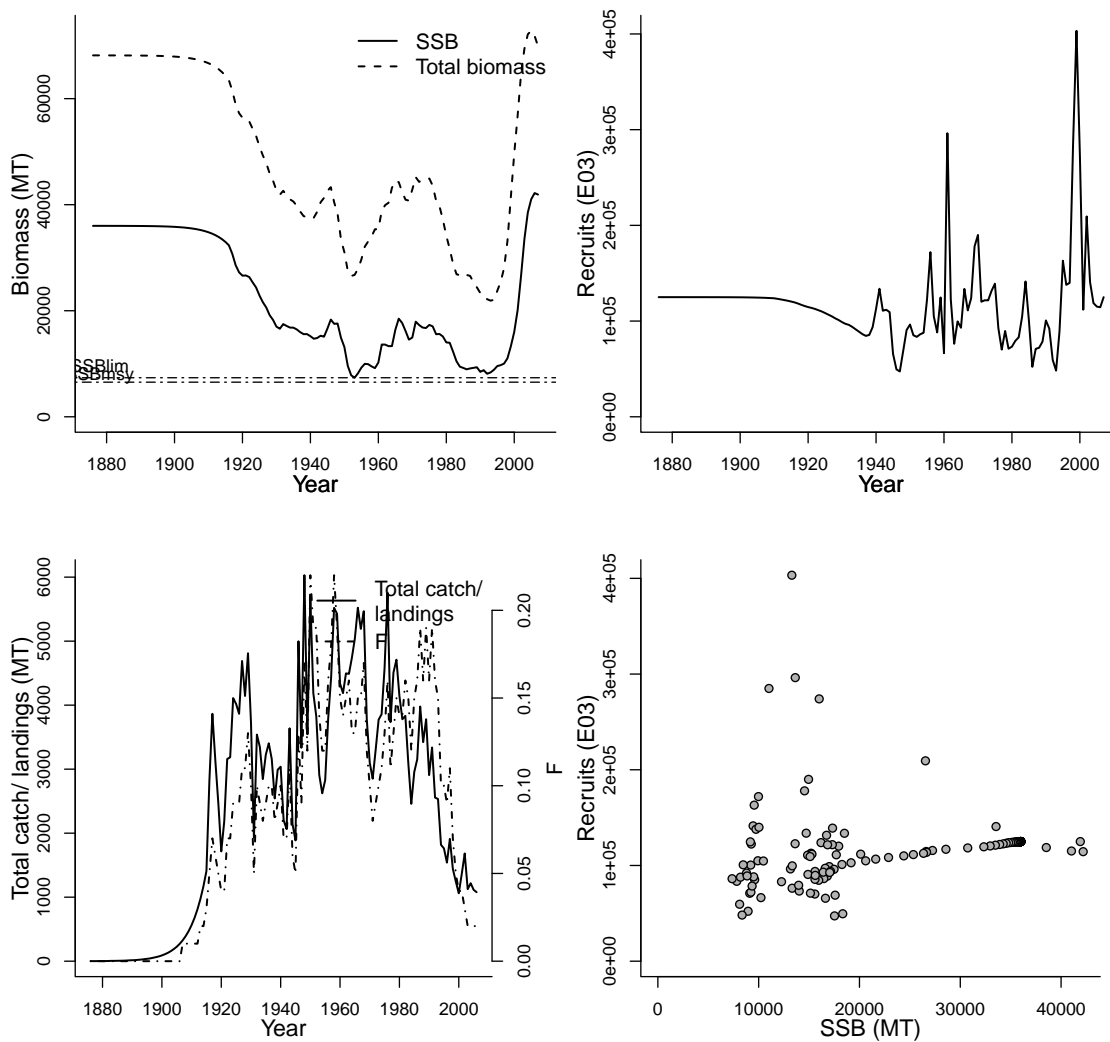 SSB
Total biomass
Biomass (MT)
0
20000
40000
60000
SSBlim
SSBmsy
1880 1900 1920 1940 1960 1980 2000
Year
Recruits (E03)
0e+00
1e+05
2e+05
3e+05
4e+05
1880 1900 1920 1940 1960 1980 2000
Year
Total catch/
landings
F
Total catch/ landings (MT)
0
1000
2000
3000
4000
5000
6000
0.00
0.05
0.10
0.15
0.20
F
1880 1900 1920 1940 1960 1980 2000
Year
Recruits (E03)
0e+00
1e+05
2e+05
3e+05
4e+05
0 10000 20000 30000 40000
SSB (MT)